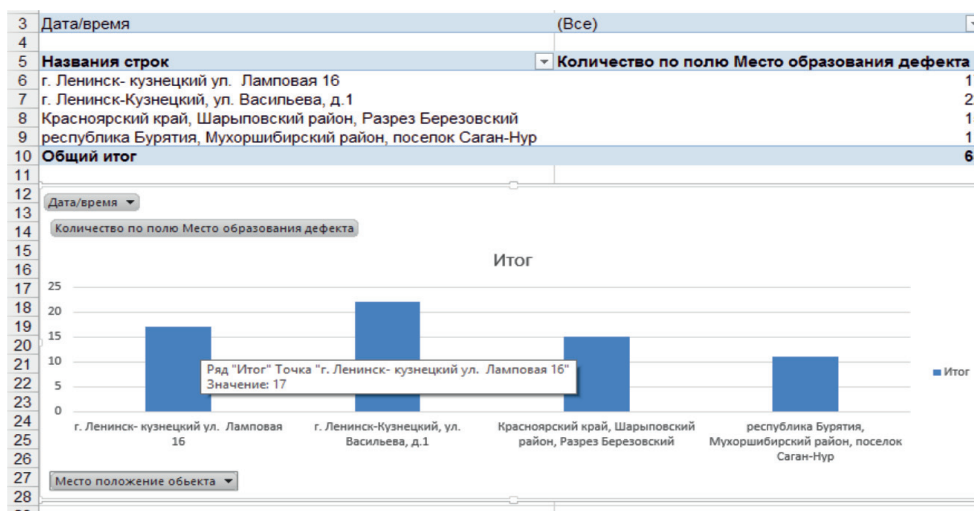 3 Дата/время (Все)
4
5 Названия строк Количество по полю Место образования дефекта
6 г. Ленинск- кузнецкий ул. Ламповая 16 1
7 г. Ленинск-Кузнецкий, ул. Васильева, д.1 2
8 Красноярский край, Шарыповский район, Разрез Березовский 1
9 республика Бурятия, Мухоршибирский район, поселок Саган-Нур 1
10 Общий итог 6
11
12
13
14
15
16
17
18
19
20
21
22
23
24
25
26
27
28
Дата/время
Количество по полю Место образования дефекта
Итог
25
20
15
10
5
0
Ряд "Итог" Точка "г. Ленинск- кузнецкий ул. Ламповая 16"
Значение: 17
Итог
г. Ленинск- кузнецкий ул. Ламповая
16
г. Ленинск-Кузнецкий, ул.
Васильева, д.1
Красноярский край, Шарыповский
район, Разрез Березовский
республика Бурятия,
Мухоршибирский район, поселок
Саган-Нур
Место положение обьекта